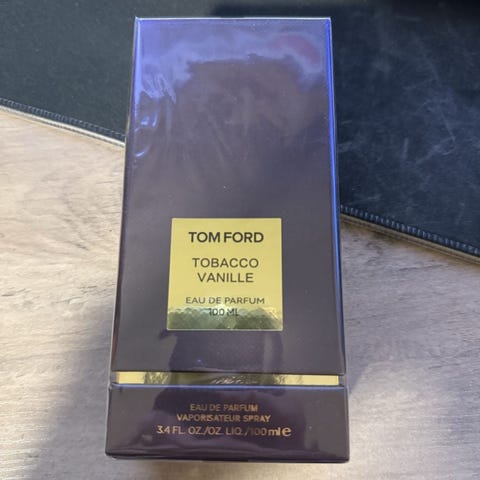 TOM FORD
TOBACCO
VANILLE
EAU DE PARFUM
100 ML
EAU DE PARFUM
VAPORISATEUR SPRAY
3.4 FL. OZ./OZ. LIQ./100 ml e